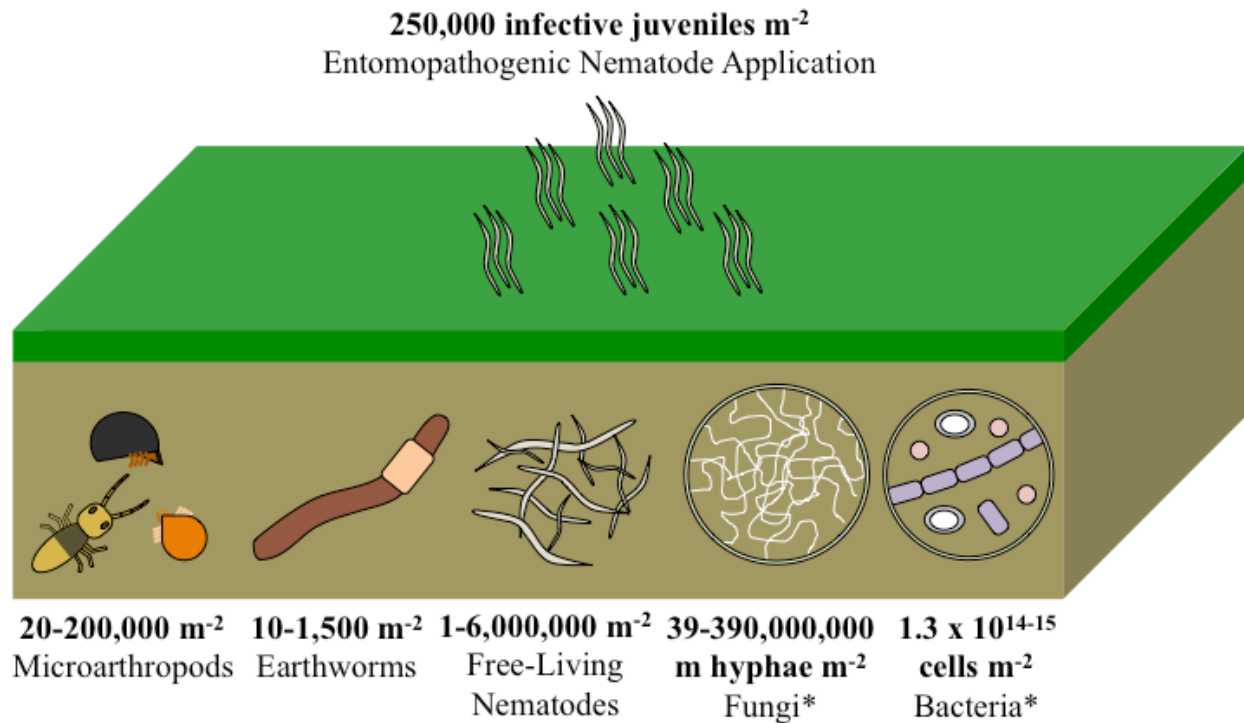 250,000 infective juveniles m⁻²
Entomopathogenic Nematode Application
20-200,000 m⁻²
Microarthropods
10-1,500 m⁻²
Earthworms
1-6,000,000 m⁻²
Free-Living
Nematodes
39-390,000,000
m hyphae m⁻²
Fungi*
1.3 x 10¹⁴⁻¹⁵
cells m⁻²
Bacteria*